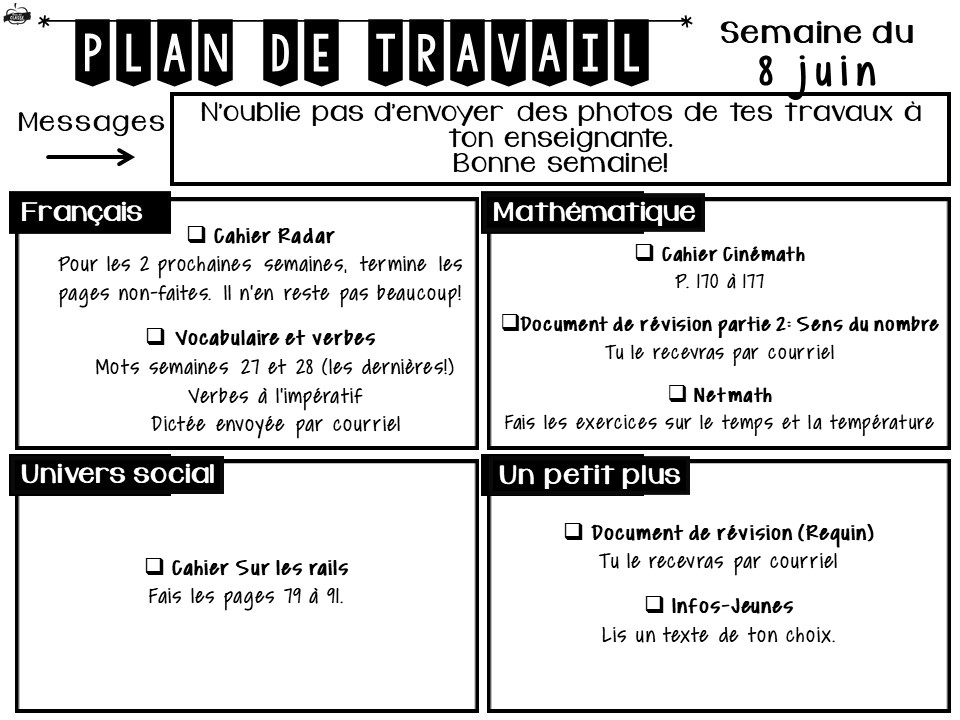 PLAN DE TRAVAIL
Semaine du
8 juin
Messages
N'oublie pas d'envoyer des photos de tes travaux à
ton enseignante.
Bonne semaine!
Français
❑ Cahier Radar
Pour les 2 prochaines semaines, termine les
pages non-faites. Il n'en reste pas beaucoup!
❑ Vocabulaire et verbes
Mots semaines 27 et 28 (les dernières!)
Verbes à l'impératif
Dictée envoyée par courriel
Mathématique
❑ Cahier Cinémath
P. 170 à 177
❑Document de révision partie 2: Sens du nombre
Tu le recevras par courriel
❑ Netmath
Fais les exercices sur le temps et la température
Univers social
❑ Cahier Sur les rails
Fais les pages 79 à 91.
Un petit plus
❑ Document de révision (Requin)
Tu le recevras par courriel
❑ Infos-Jeunes
Lis un texte de ton choix.